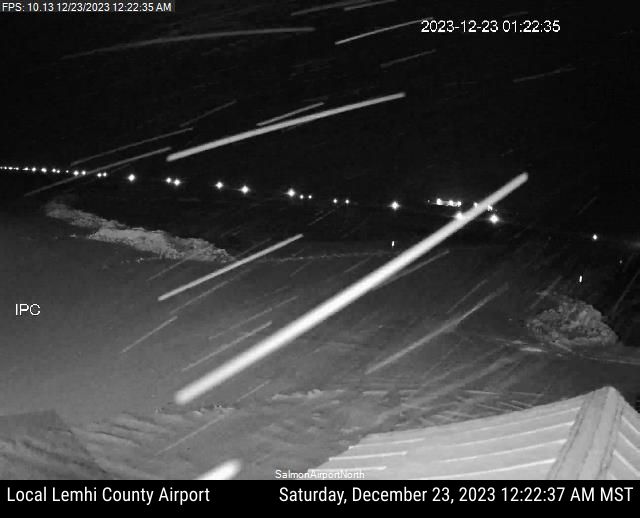 FPS: 10.13 12/23/2023 12:22:35 AM
2023-12-23 01:22:35
IPC
SalmonAirportNorth
Local Lemhi County Airport
Saturday, December 23, 2023 12:22:37 AM MST